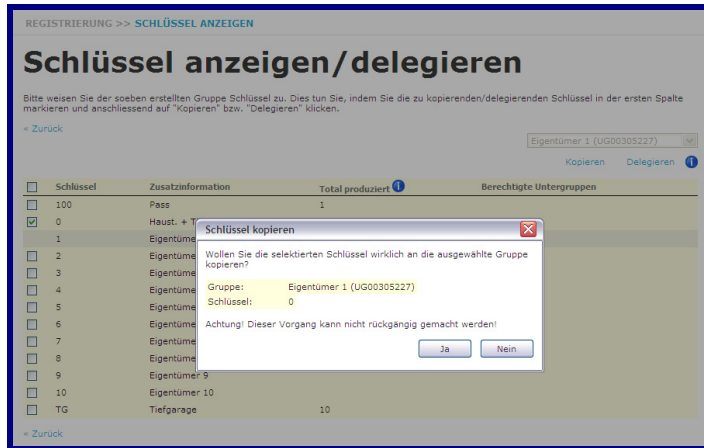 REGISTRIERUNG >> SCHLÜSSEL ANZEIGEN
Schlüssel anzeigen/delegieren
Bitte weisen Sie der soeben erstellten Gruppe Schlüssel zu. Dies tun Sie, indem Sie die zu kopierenden/delegierenden Schlüssel in der ersten Spalte
markieren und anschliessend auf "Kopieren" bzw. "Delegieren" klicken.
« Zurück
Eigentümer 1 (UG00305227)
Kopieren Delegieren i
Schlüssel Zusatzinformation Total produziert i Berechtigte Untergruppen
100 Pass 1
0 Haust. + T
1 Eigentüme
2 Eigentüme
3 Eigentüme
4 Eigentüme
5 Eigentüme
6 Eigentüme
7 Eigentüme
8 Eigentüme
9 Eigentümer 9
10 Eigentümer 10
TG Tiefgarage 10
« Zurück
Schlüssel kopieren
Wollen Sie die selektierten Schlüssel wirklich an die ausgewählte Gruppe
kopieren?
Gruppe: Eigentümer 1 (UG00305227)
Schlüssel: 0
Achtung! Dieser Vorgang kann nicht rückgängig gemacht werden!
Ja Nein